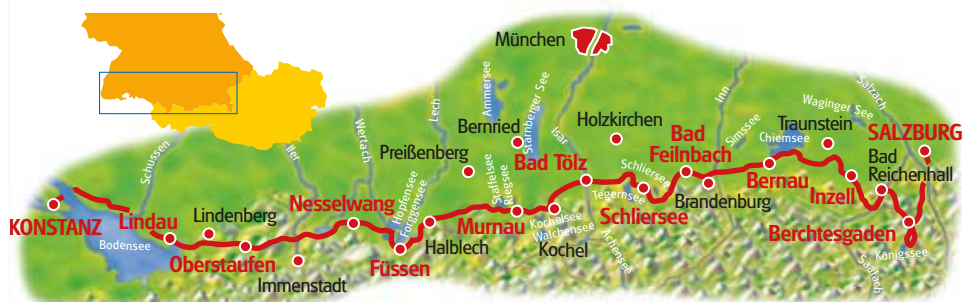 München
Ammersee
Starnberger See
Lech
Isar
Inn
Salzach
Waginger See
Simssee
Chiemsee
Traunstein
SALZBURG
Schussen
Iler
Wertach
Bernried
Holzkirchen
Preißenberg
Bad Tölz
Bad
Feilnbach
Bad
Reichenhall
Staffelsee
Riegsee
Schliersee
Tegernsee
Bernau
Inzell
Brandenburg
KONSTANZ
Lindau
Lindenberg
Nesselwang
Hopfensee
Forggensee
Murnau
Kochelsee
Walchensee
Schliersee
Berchtesgaden
Bodensee
Oberstaufen
Immenstadt
Füssen
Halblech
Kochel
Achensee
Saalach
Königssee